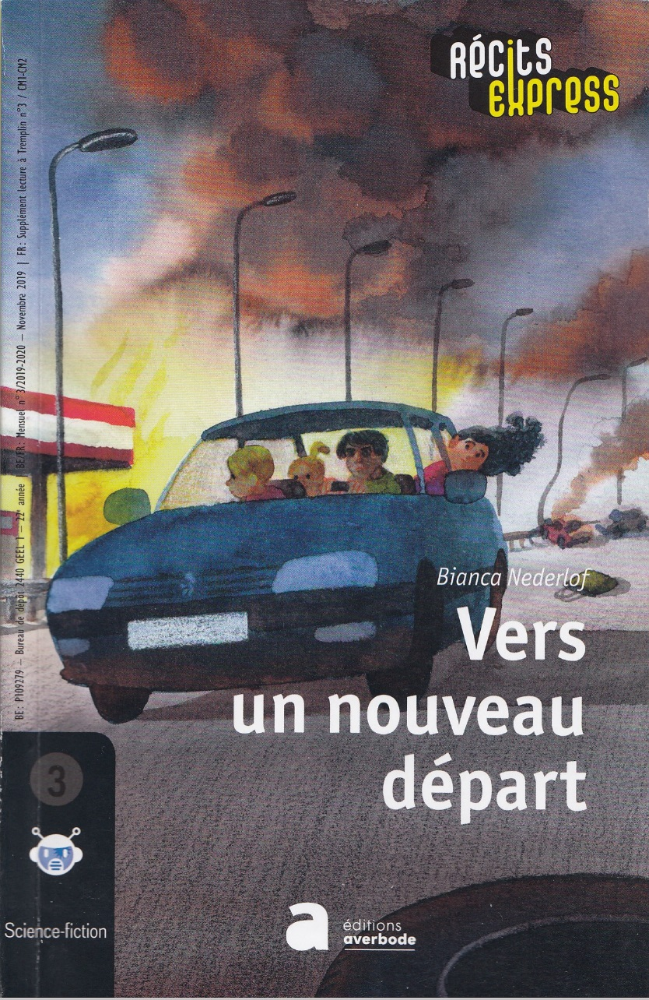 Récits
Express
BE: P109279 – Bureau de dépôt 2440 GEEL 1 – 22e année | BE/FR: Mensuel n° 3/2019-2020 – Novembre 2019 | FR: Supplément lecture à Tremplin n°3 / CM1-CM2
Bianca Nederlof
Vers
un nouveau
départ
3
Science-fiction
a
éditions
averbode